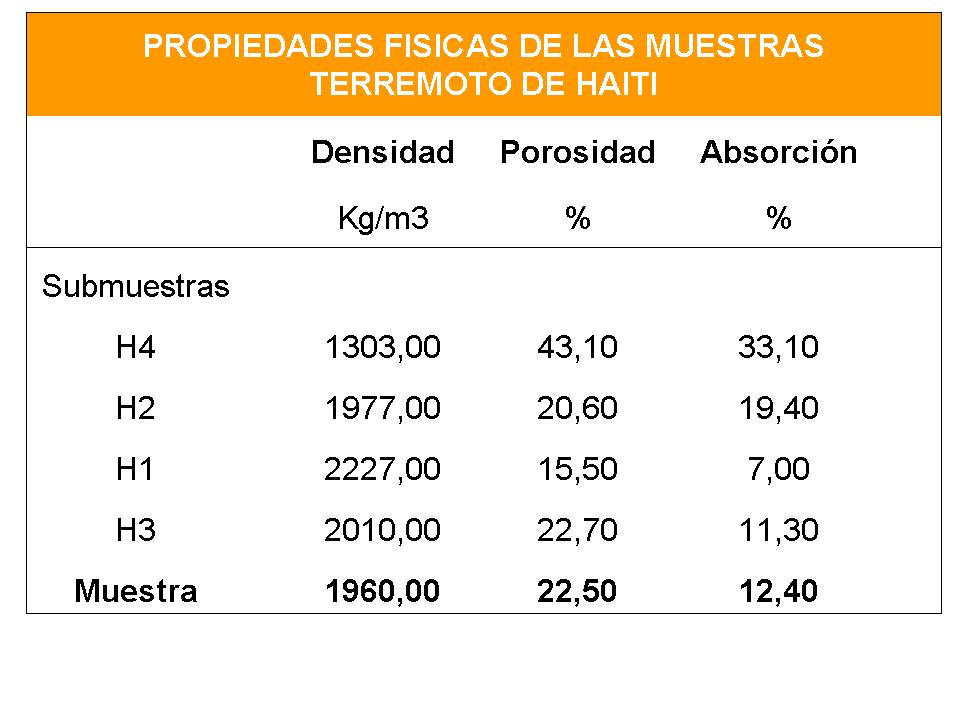 PROPIEDADES FISICAS DE LAS MUESTRAS
TERREMOTO DE HAITI
Densidad Porosidad Absorción
Kg/m3 % %
Submuestras
H4 1303,00 43,10 33,10
H2 1977,00 20,60 19,40
H1 2227,00 15,50 7,00
H3 2010,00 22,70 11,30
Muestra 1960,00 22,50 12,40